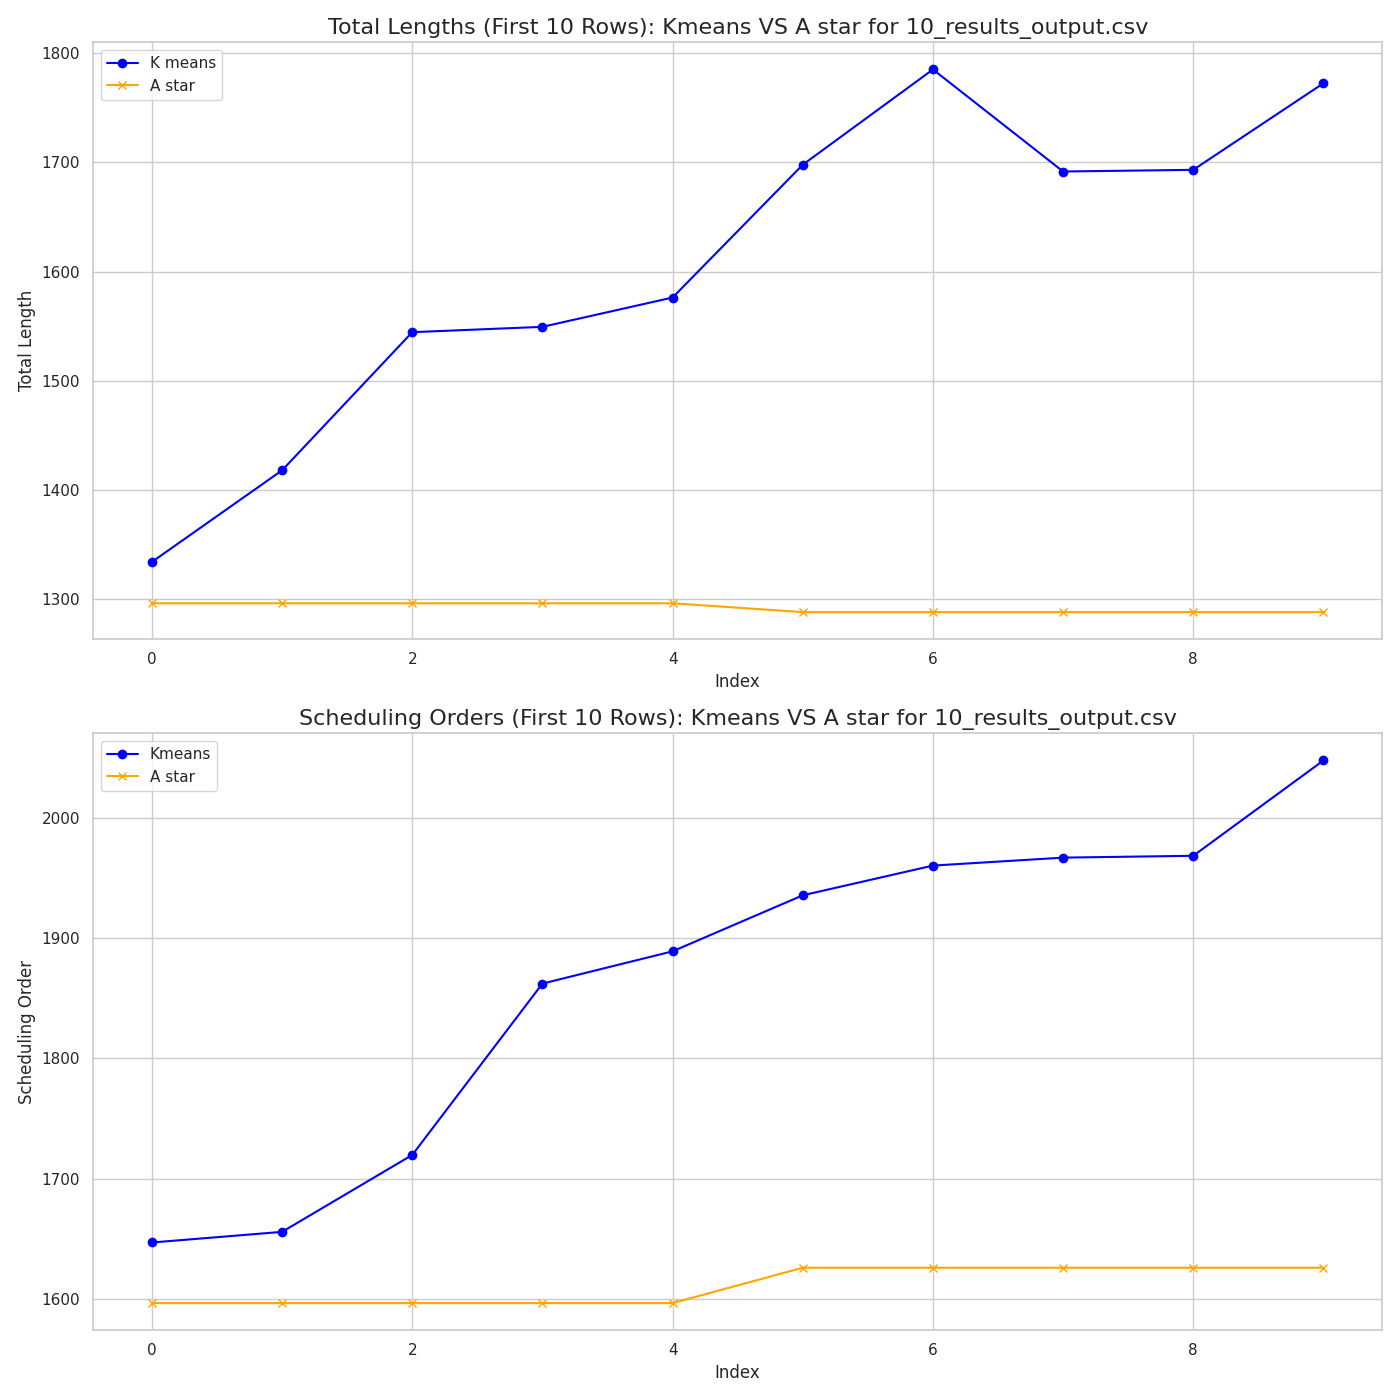 Total Lengths (First 10 Rows): Kmeans VS A star for 10_results_output.csv
K means
A star
1800
1700
1600
1500
1400
1300
Total Length
0 2 4 6 8
Index
Scheduling Orders (First 10 Rows): Kmeans VS A star for 10_results_output.csv
Kmeans
A star
2000
1900
1800
1700
1600
Scheduling Order
0 2 4 6 8
Index